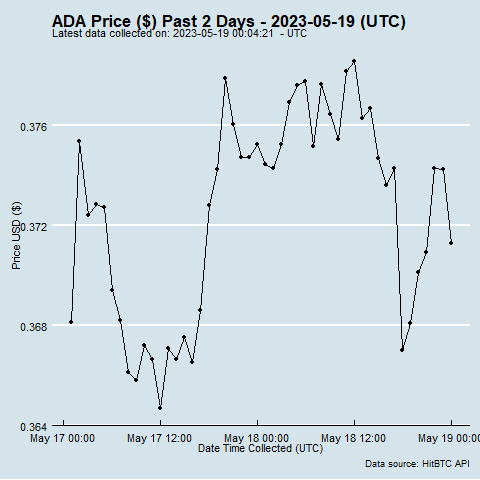 ADA Price ($) Past 2 Days - 2023-05-19 (UTC)
Latest data collected on: 2023-05-19 00:04:21 - UTC
0.376
0.372
0.368
0.364
Price USD ($)
May 17 00:00
May 17 12:00
May 18 00:00
May 18 12:00
May 19 00:00
Date Time Collected (UTC)
Data source: HitBTC API